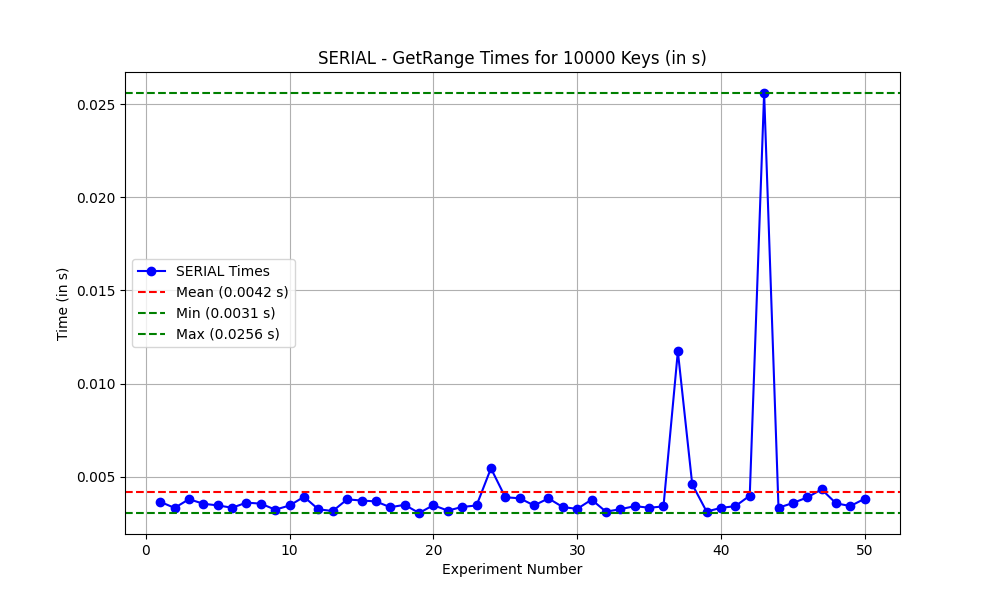 SERIAL - GetRange Times for 10000 Keys (in s)
0.025
0.020
0.015
0.010
0.005
Time (in s)
SERIAL Times
Mean (0.0042 s)
Min (0.0031 s)
Max (0.0256 s)
0 10 20 30 40 50
Experiment Number